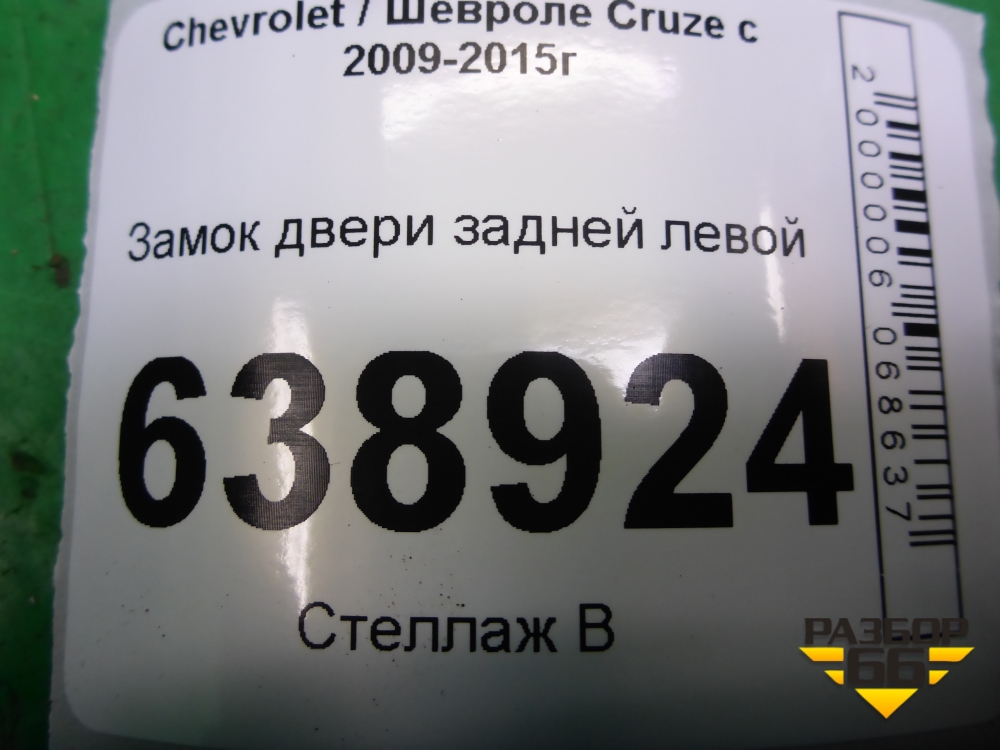 Chevrolet / Шевроле Cruze с
2009-2015г
Замок двери задней левой
638924
Стеллаж В
2000006068637
РАЗБОР
66